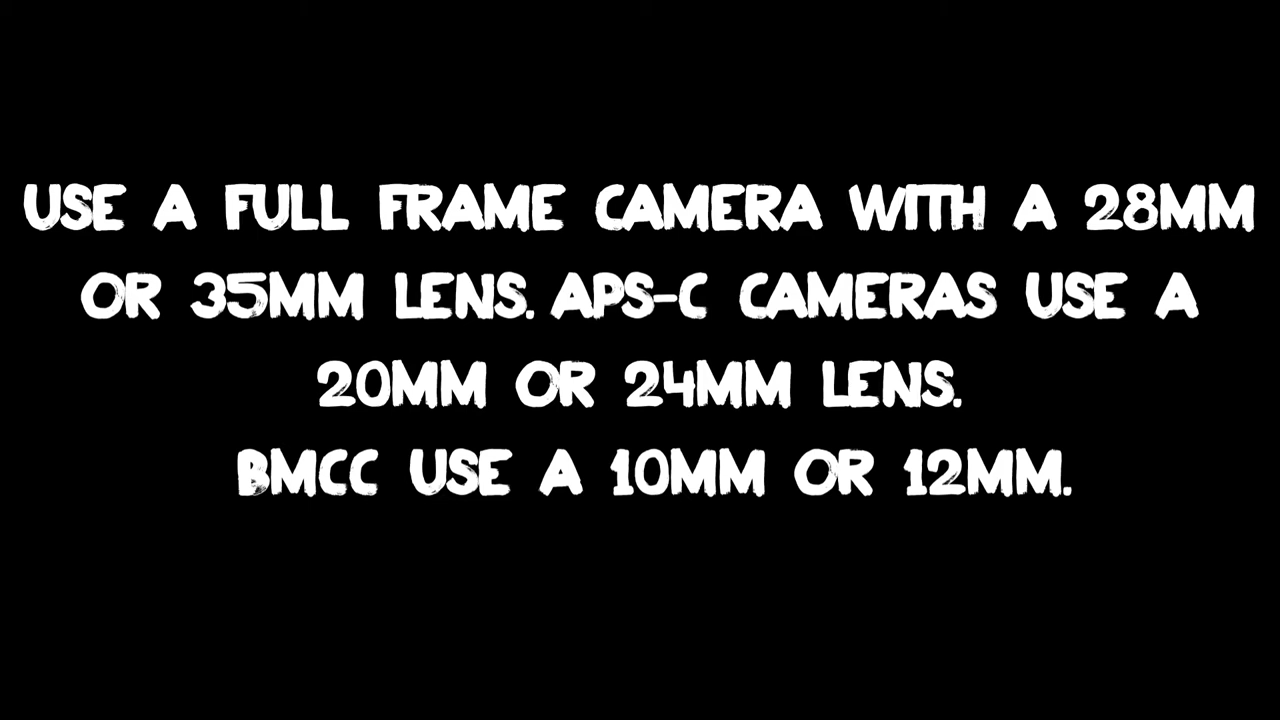 USE A FULL FRAME CAMERA WITH A 28MM
OR 35MM LENS. APS-C CAMERAS USE A
20MM OR 24MM LENS.
BMCC USE A 10MM OR 12MM.